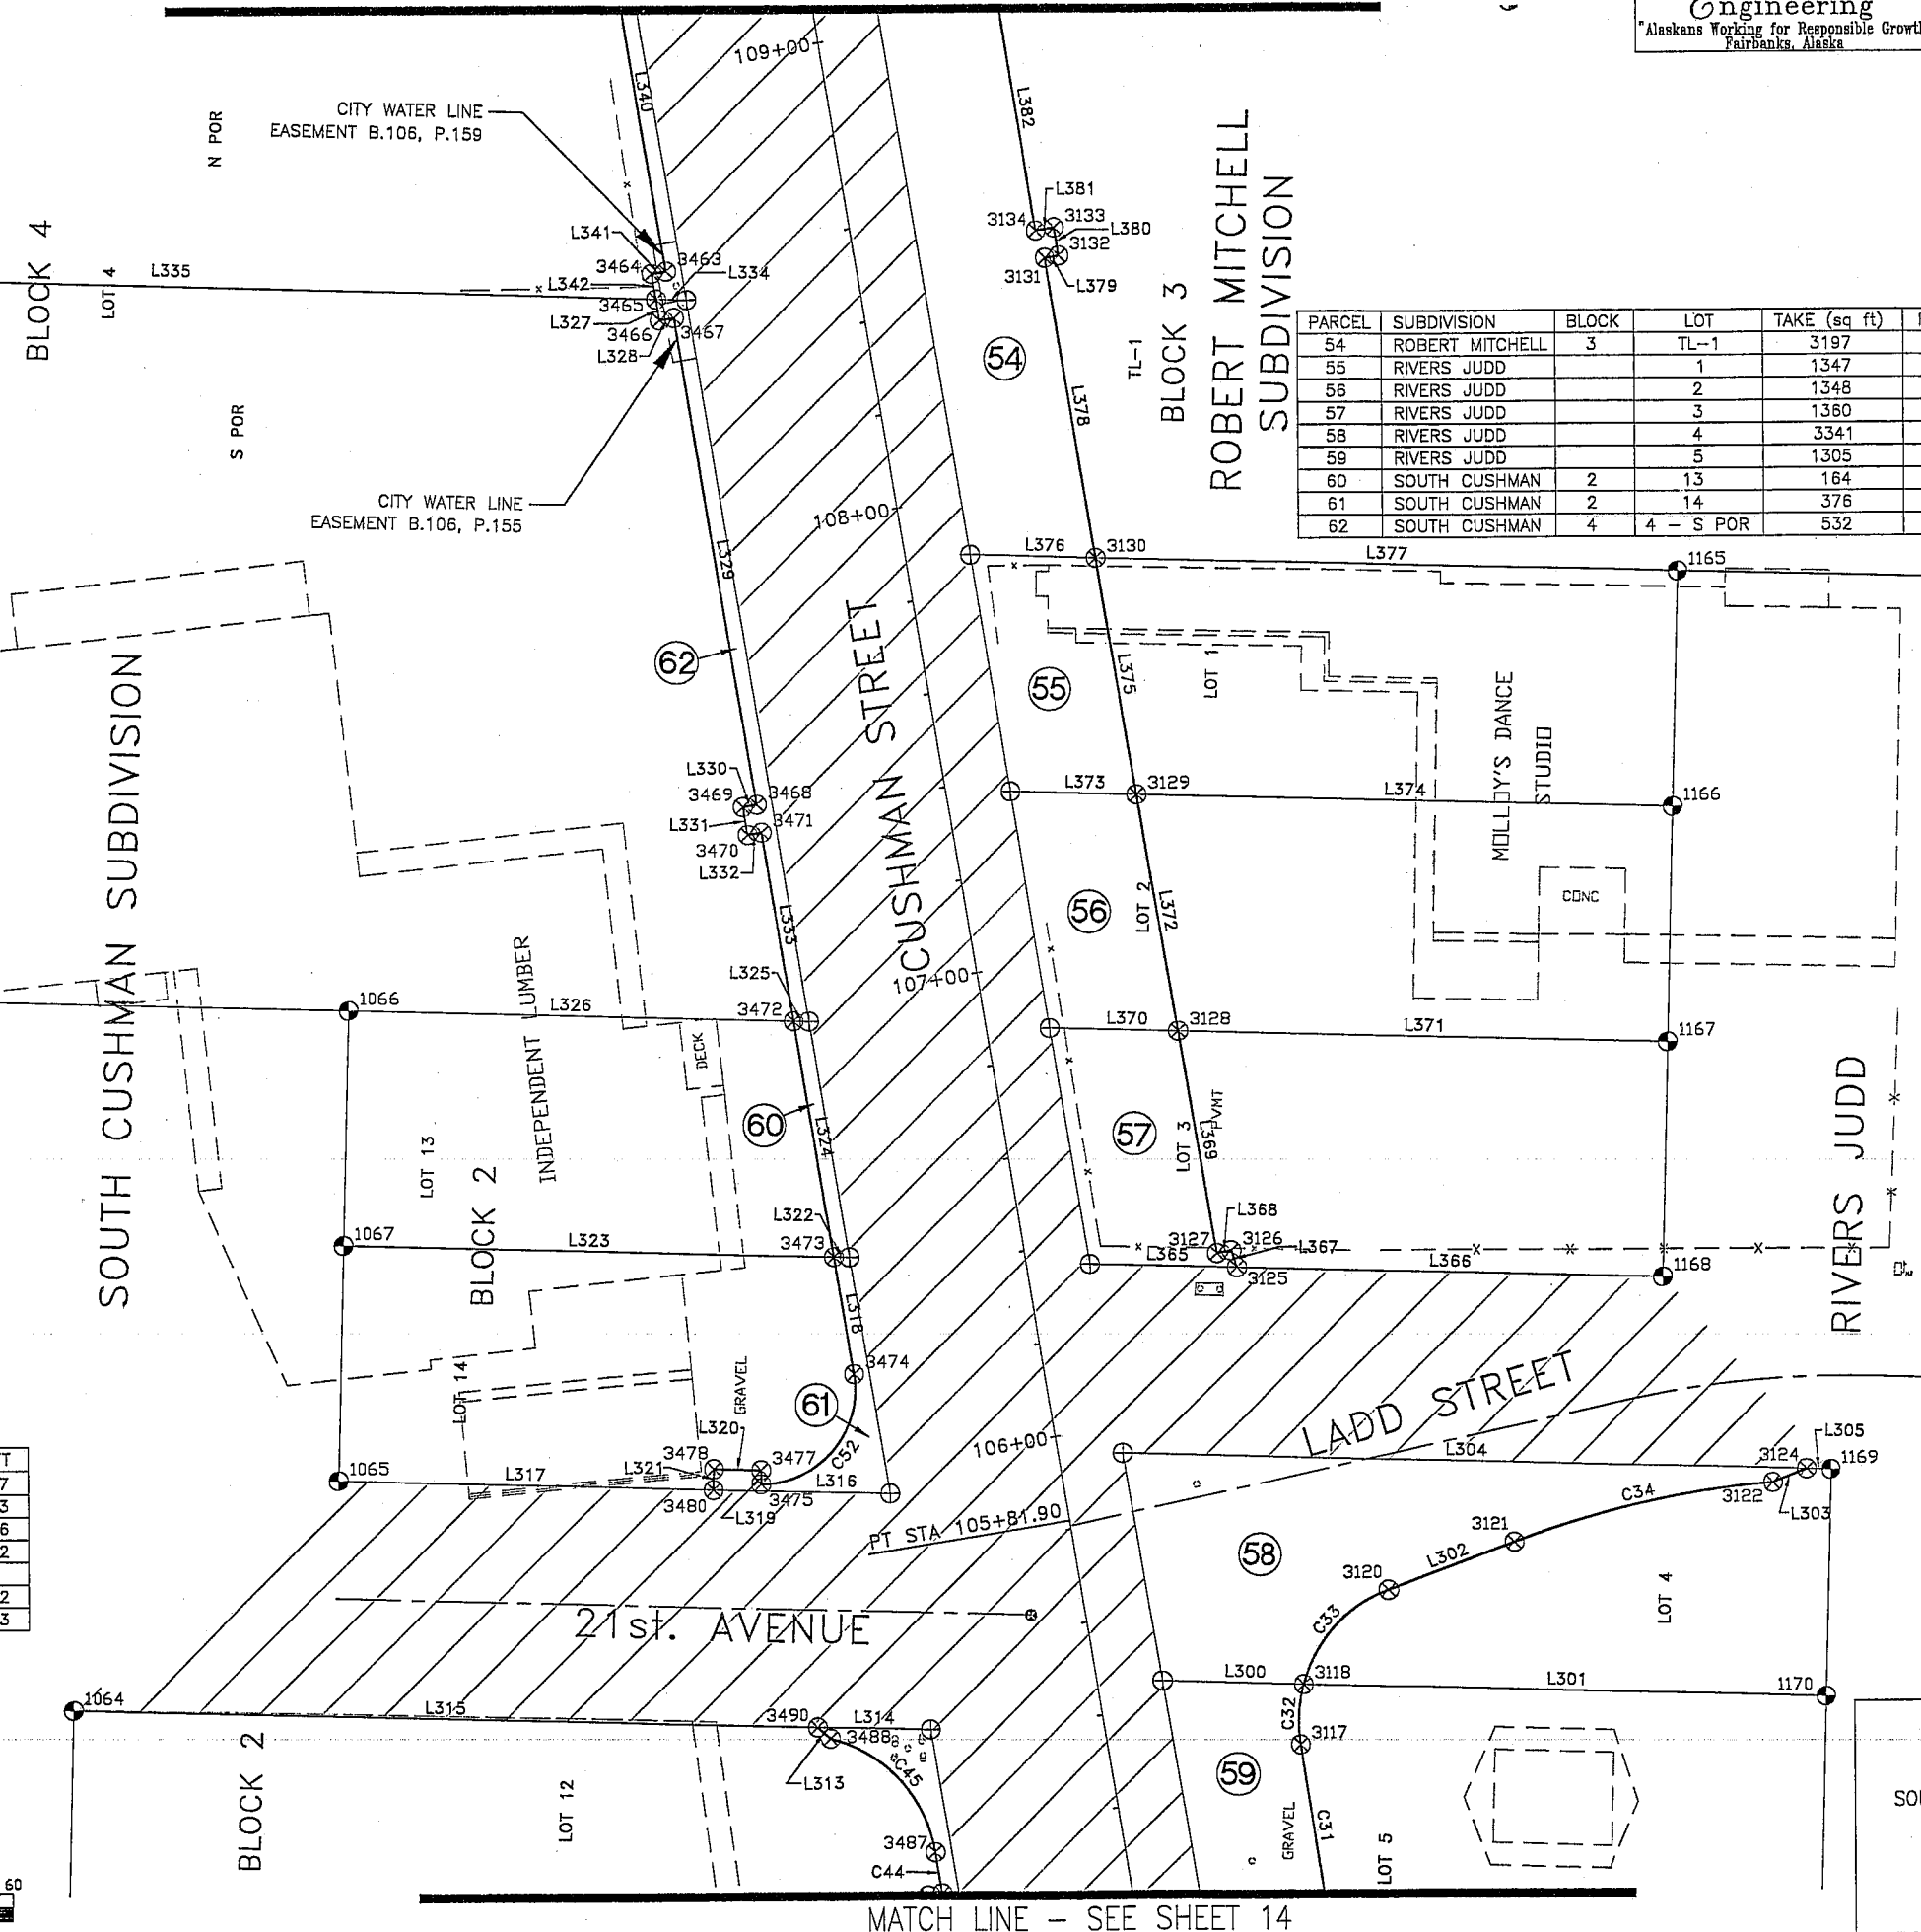 Engineering
"Alaskans Working for Responsible Growth
Fairbanks, Alaska
109+00
L340
CITY WATER LINE
EASEMENT B.106, P.159
N POR
BLOCK 4
LOT 4
L335
L341
3464
3463
L342
L334
3465
L327
3466
3467
L328
S POR
CITY WATER LINE
EASEMENT B.106, P.155
L382
L381
3134
3133
L380
3132
3131
L379
54
TL-1
BLOCK 3
ROBERT MITCHELL
SUBDIVISION
L378
PARCEL SUBDIVISION BLOCK LOT TAKE (sq ft)
54 ROBERT MITCHELL 3 TL-1 3197
55 RIVERS JUDD 1 1347
56 RIVERS JUDD 2 1348
57 RIVERS JUDD 3 1360
58 RIVERS JUDD 4 3341
59 RIVERS JUDD 5 1305
60 SOUTH CUSHMAN 2 13 164
61 SOUTH CUSHMAN 2 14 376
62 SOUTH CUSHMAN 4 4 - S POR 532
108+00
L376
3130
L377
1165
L329
62
CUSHMAN STREET
55
L375
LOT 1
MOLLY'S DANCE
STUDIO
CONC
SOUTH CUSHMAN SUBDIVISION
L330
3469
3468
L331
3471
3470
L332
L373
3129
L374
1166
L333
56
LOT 2
L372
107+00
L325
1066
L326
3472
INDEPENDENT LUMBER
DECK
L370
3128
L371
1167
60
L324
57
LOT 3
L369
PVMT
RIVERS JUDD
LOT 13
BLOCK 2
1067
L323
L322
3473
3127
L368
3126
L367
L365
3125
L366
1168
L318
3474
LOT 14
GRAVEL
61
C52
L320
3478
3477
L321
1065
L317
L316
3480
3475
L319
106+00
LADD STREET
L304
L305
3124
1169
3122
L303
C34
PT STA 105+81.90
3121
L302
58
3120
C33
LOT 4
21st. AVENUE
L300
3118
L301
1170
1064
L315
3490
L314
3488
C45
L313
C32
3117
59
BLOCK 2
LOT 12
3487
C44
GRAVEL
C31
LOT 5
60
MATCH LINE - SEE SHEET 14